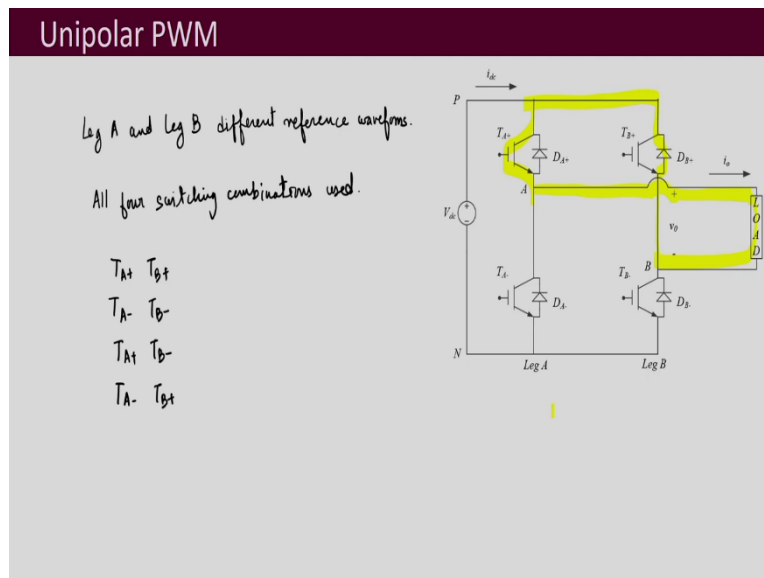 Unipolar PWM
Leg A and Leg B different reference waveforms.
All four switching combinations used.
TA+ TB+
TA- TB-
TA+ TB-
TA- TB+
idc
P
TA+
DA+
TB+
DB+
io
A
+
Vdc
+
-
vo
LOAD
-
B
TA-
DA-
TB-
DB-
N
Leg A
Leg B